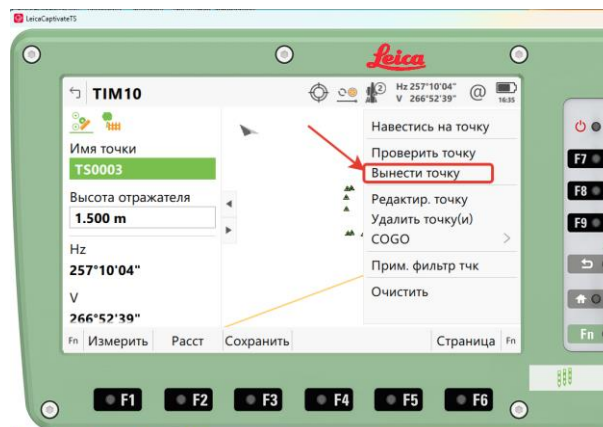 LeicaCaptivateTS
Leica
TIM10
2
Hz 257°10'04"
V 266°52'39"
@
16:35
Имя точки
TS0003
Высота отражателя
1.500 m
Hz
257°10'04"
V
266°52'39"
Навестись на точку
Проверить точку
Вынести точку
Редактир. точку
Удалить точку(и)
COGO
Прим. фильтр тчк
Очистить
Fn Измерить Расст Сохранить Страница Fn
F7
F8
F9
Fn
F1 F2 F3 F4 F5 F6